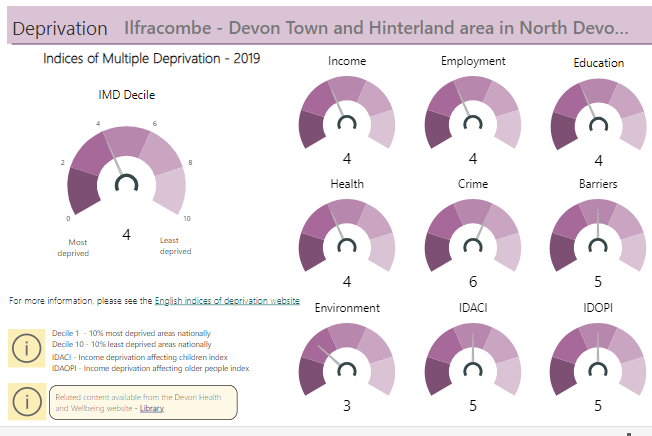 Deprivation Ilfracombe - Devon Town and Hinterland area in North Devo...
Indices of Multiple Deprivation - 2019
IMD Decile
0
2
4
6
8
10
4
Most
deprived
Least
deprived
Income
4
Employment
4
Education
4
Health
4
Crime
6
Barriers
5
Environment
3
IDACI
5
IDOPI
5
For more information, please see the English indices of deprivation website
Decile 1 - 10% most deprived areas nationally
Decile 10 - 10% least deprived areas nationally
IDACI - Income deprivation affecting children index
IDAOPI - Income deprivation affecting older people index
Related content available from the Devon Health
and Wellbeing website - Library